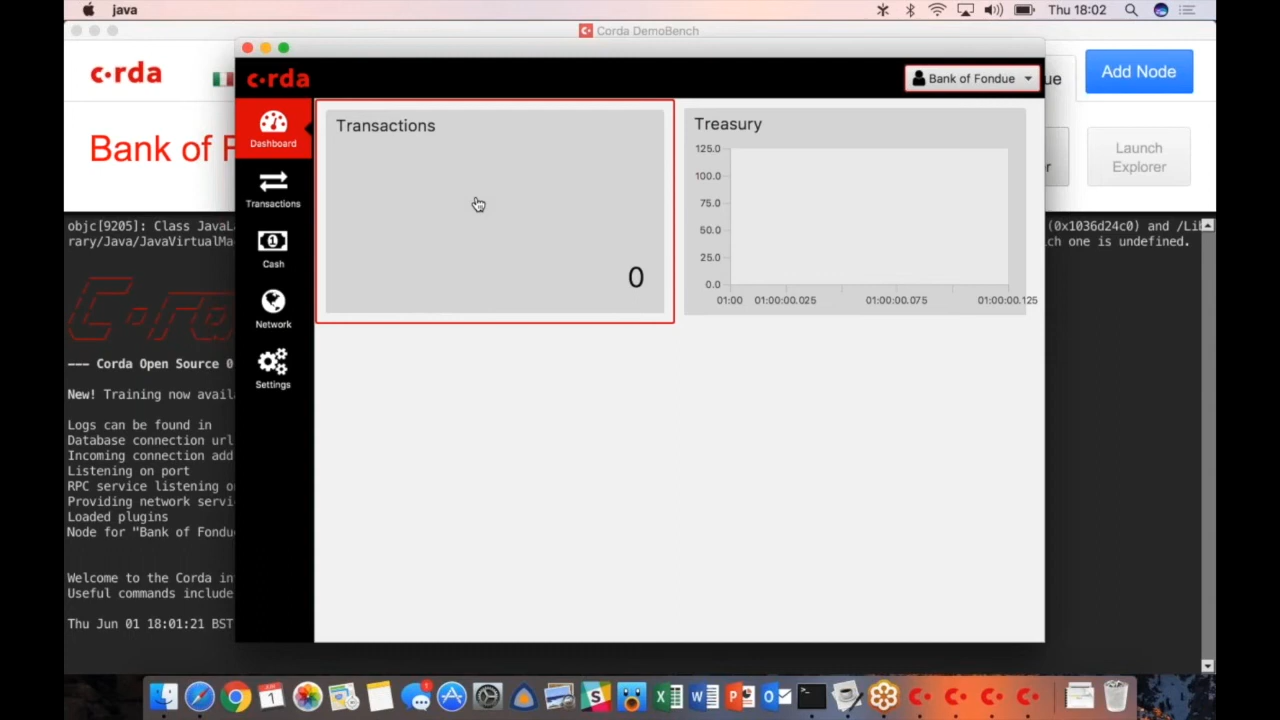 java
Thu 18:02
Corda DemoBench
c·rda
ue
Add Node
Bank of F
r
Launch
Explorer
c·rda
Bank of Fondue
Dashboard
Transactions
Cash
Network
Settings
Transactions
0
Treasury
125.0
100.0
75.0
50.0
25.0
0.0
01:00
01:00:00.025
01:00:00.075
01:00:00.125
objc[9205]: Class JavaLa
(0x1036d24c0) and /Lib
rary/Java/JavaVirtualMa
ch one is undefined.
--- Corda Open Source 0
New! Training now avail
Logs can be found in
Database connection url
Incoming connection add
Listening on port
RPC service listening o
Providing network servi
Loaded plugins
Node for "Bank of Fondue
Welcome to the Corda in
Useful commands include
Thu Jun 01 18:01:21 BST